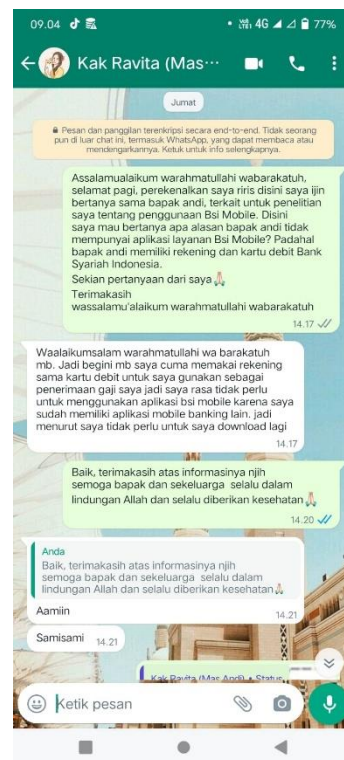 09.04
4G
77%
Kak Ravita (Mas...
Jumat
Pesan dan panggilan terenkripsi secara end-to-end. Tidak seorang
pun di luar chat ini, termasuk WhatsApp, yang dapat membaca atau
mendengarkannya. Ketuk untuk info selengkapnya.
Assalamualaikum warahmatullahi wabarakatuh,
selamat pagi, perekenalkan saya riris disini saya ijin
bertanya sama bapak andi, terkait untuk penelitian
saya tentang penggunaan Bsi Mobile. Disini
saya mau bertanya apa alasan bapak andi tidak
mempunyai aplikasi layanan Bsi Mobile? Padahal
bapak andi memiliki rekening dan kartu debit Bank
Syariah Indonesia.
Sekian pertanyaan dari saya🙏
Terimakasih
wassalamu'alaikum warahmatullahi wabarakatuh
14.17
Waalaikumsalam warahmatullahi wa barakatuh
mb. Jadi begini mb saya cuma memakai rekening
sama kartu debit untuk saya gunakan sebagai
penerimaan gaji saya jadi saya rasa tidak perlu
untuk menggunakan aplikasi bsi mobile karena saya
sudah memiliki aplikasi mobile banking lain. jadi
menurut saya tidak perlu untuk saya download lagi
14.17
Baik, terimakasih atas informasinya njih
semoga bapak dan sekeluarga selalu dalam
lindungan Allah dan selalu diberikan kesehatan🙏
14.20
Anda
Baik, terimakasih atas informasinya njih
semoga bapak dan sekeluarga selalu dalam
lindungan Allah dan selalu diberikan kesehatan🙏
Aamiin
14.21
Samisami 14.21
Kak Ravita (Mas Andi) • Status
Ketik pesan